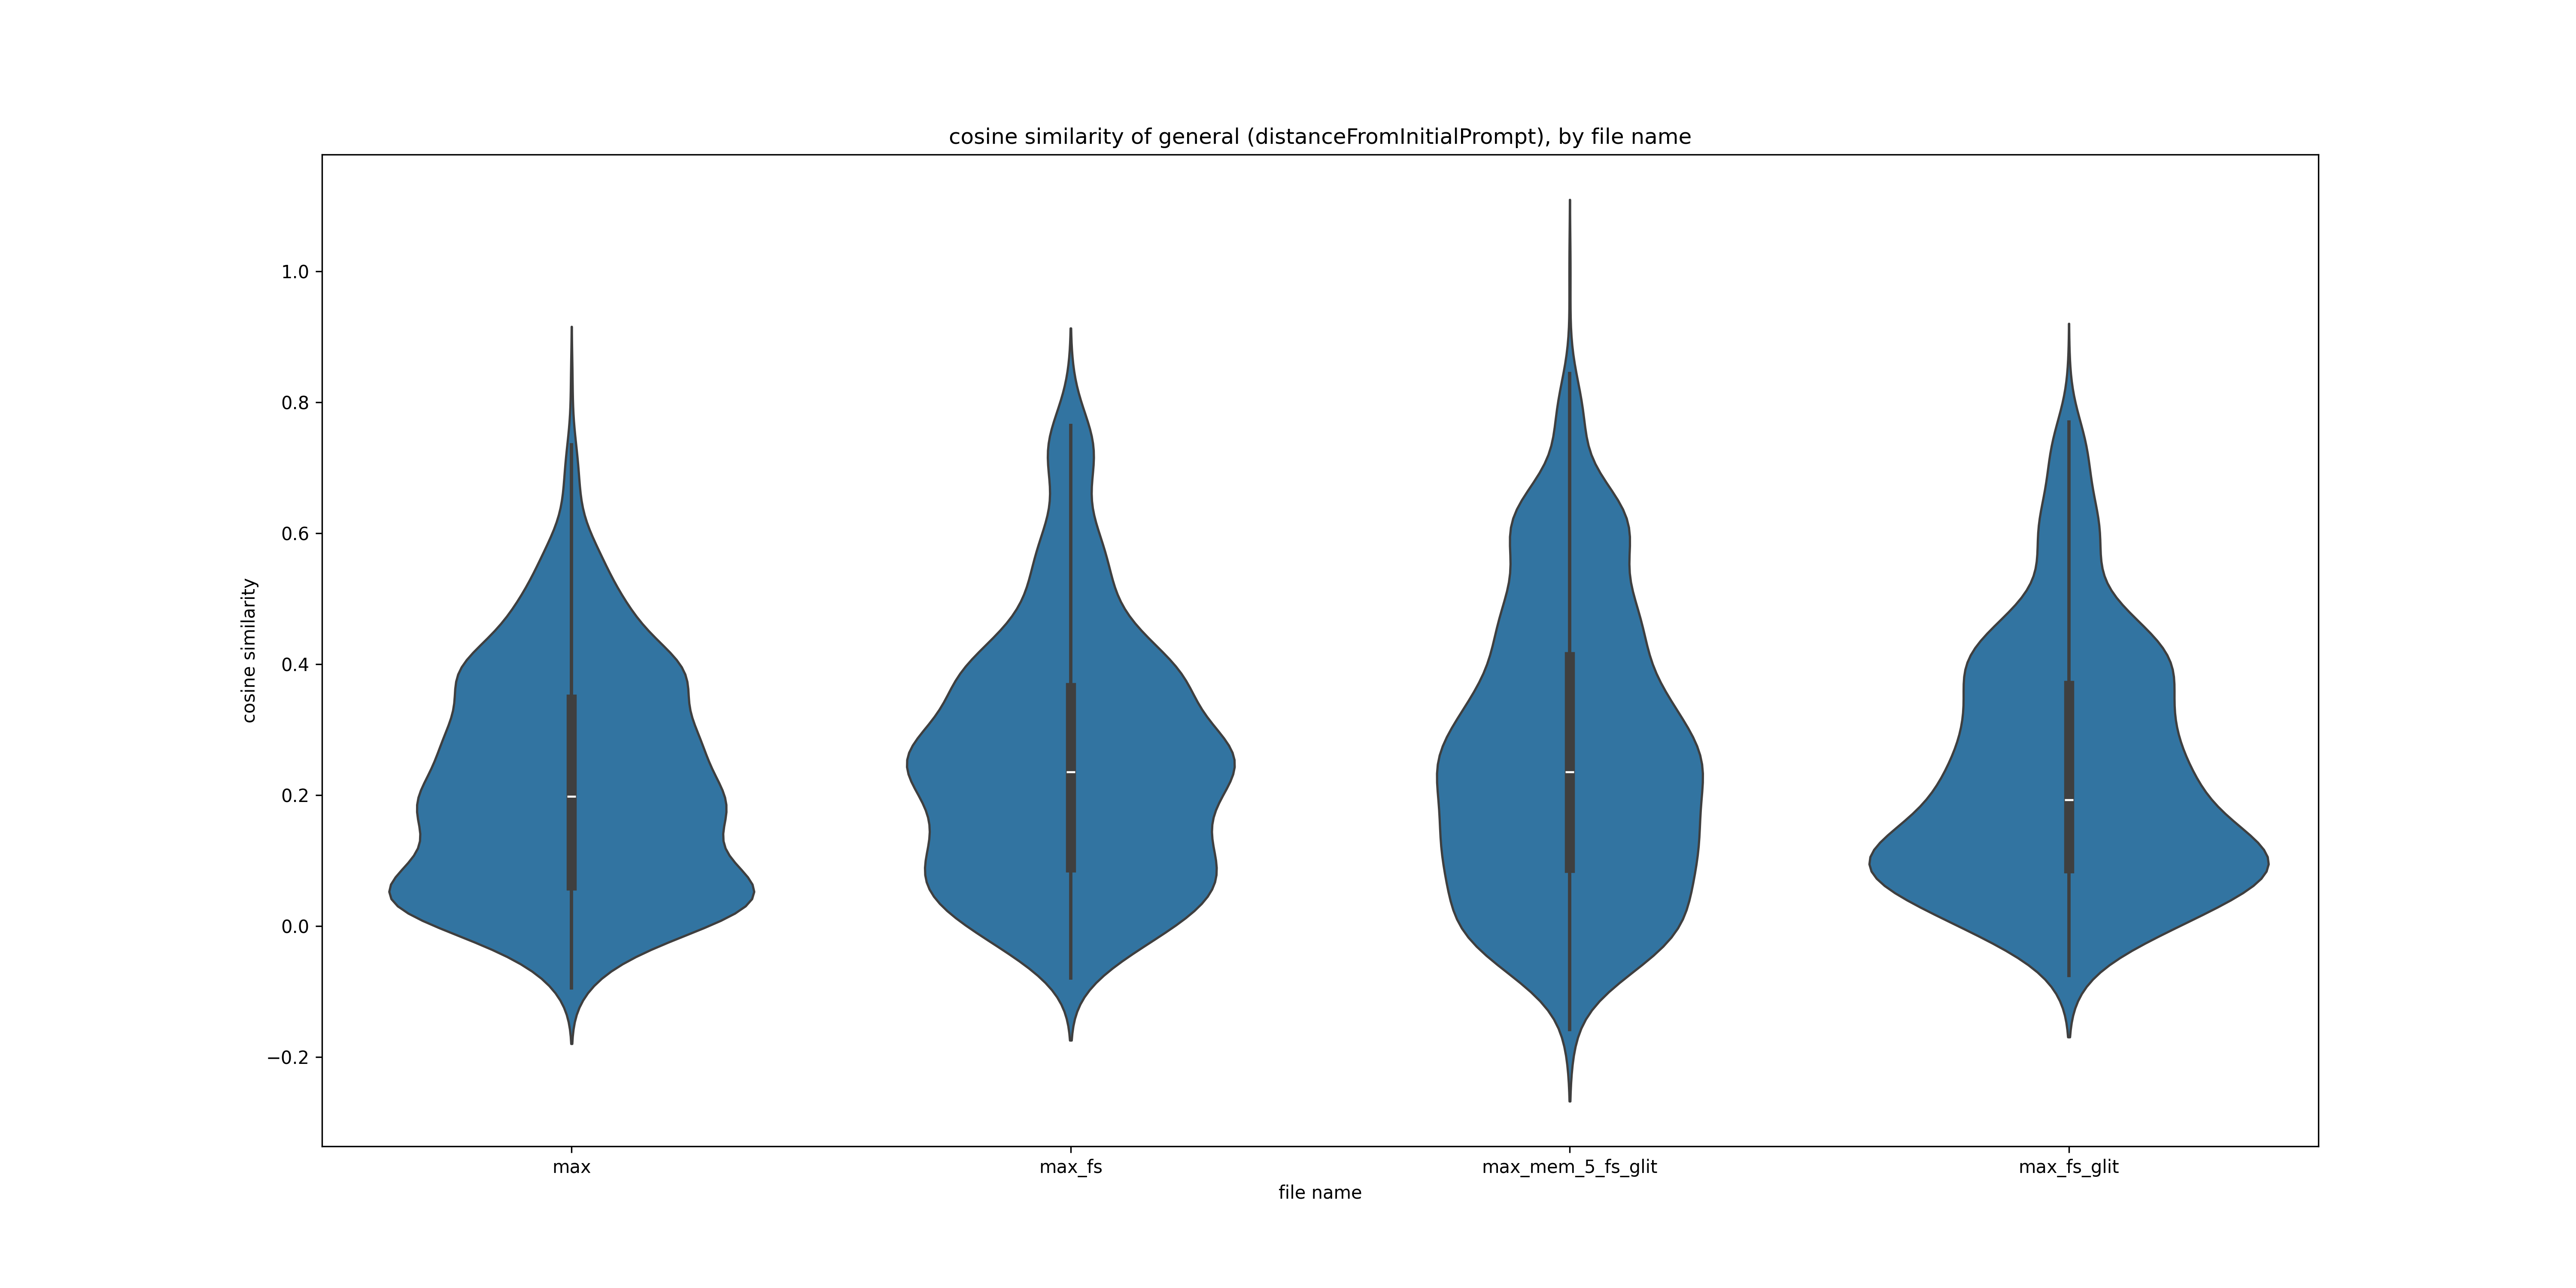 cosine similarity of general (distanceFromInitialPrompt), by file name
cosine similarity
1.0
0.8
0.6
0.4
0.2
0.0
−0.2
max
max_fs
max_mem_5_fs_glit
max_fs_glit
file name